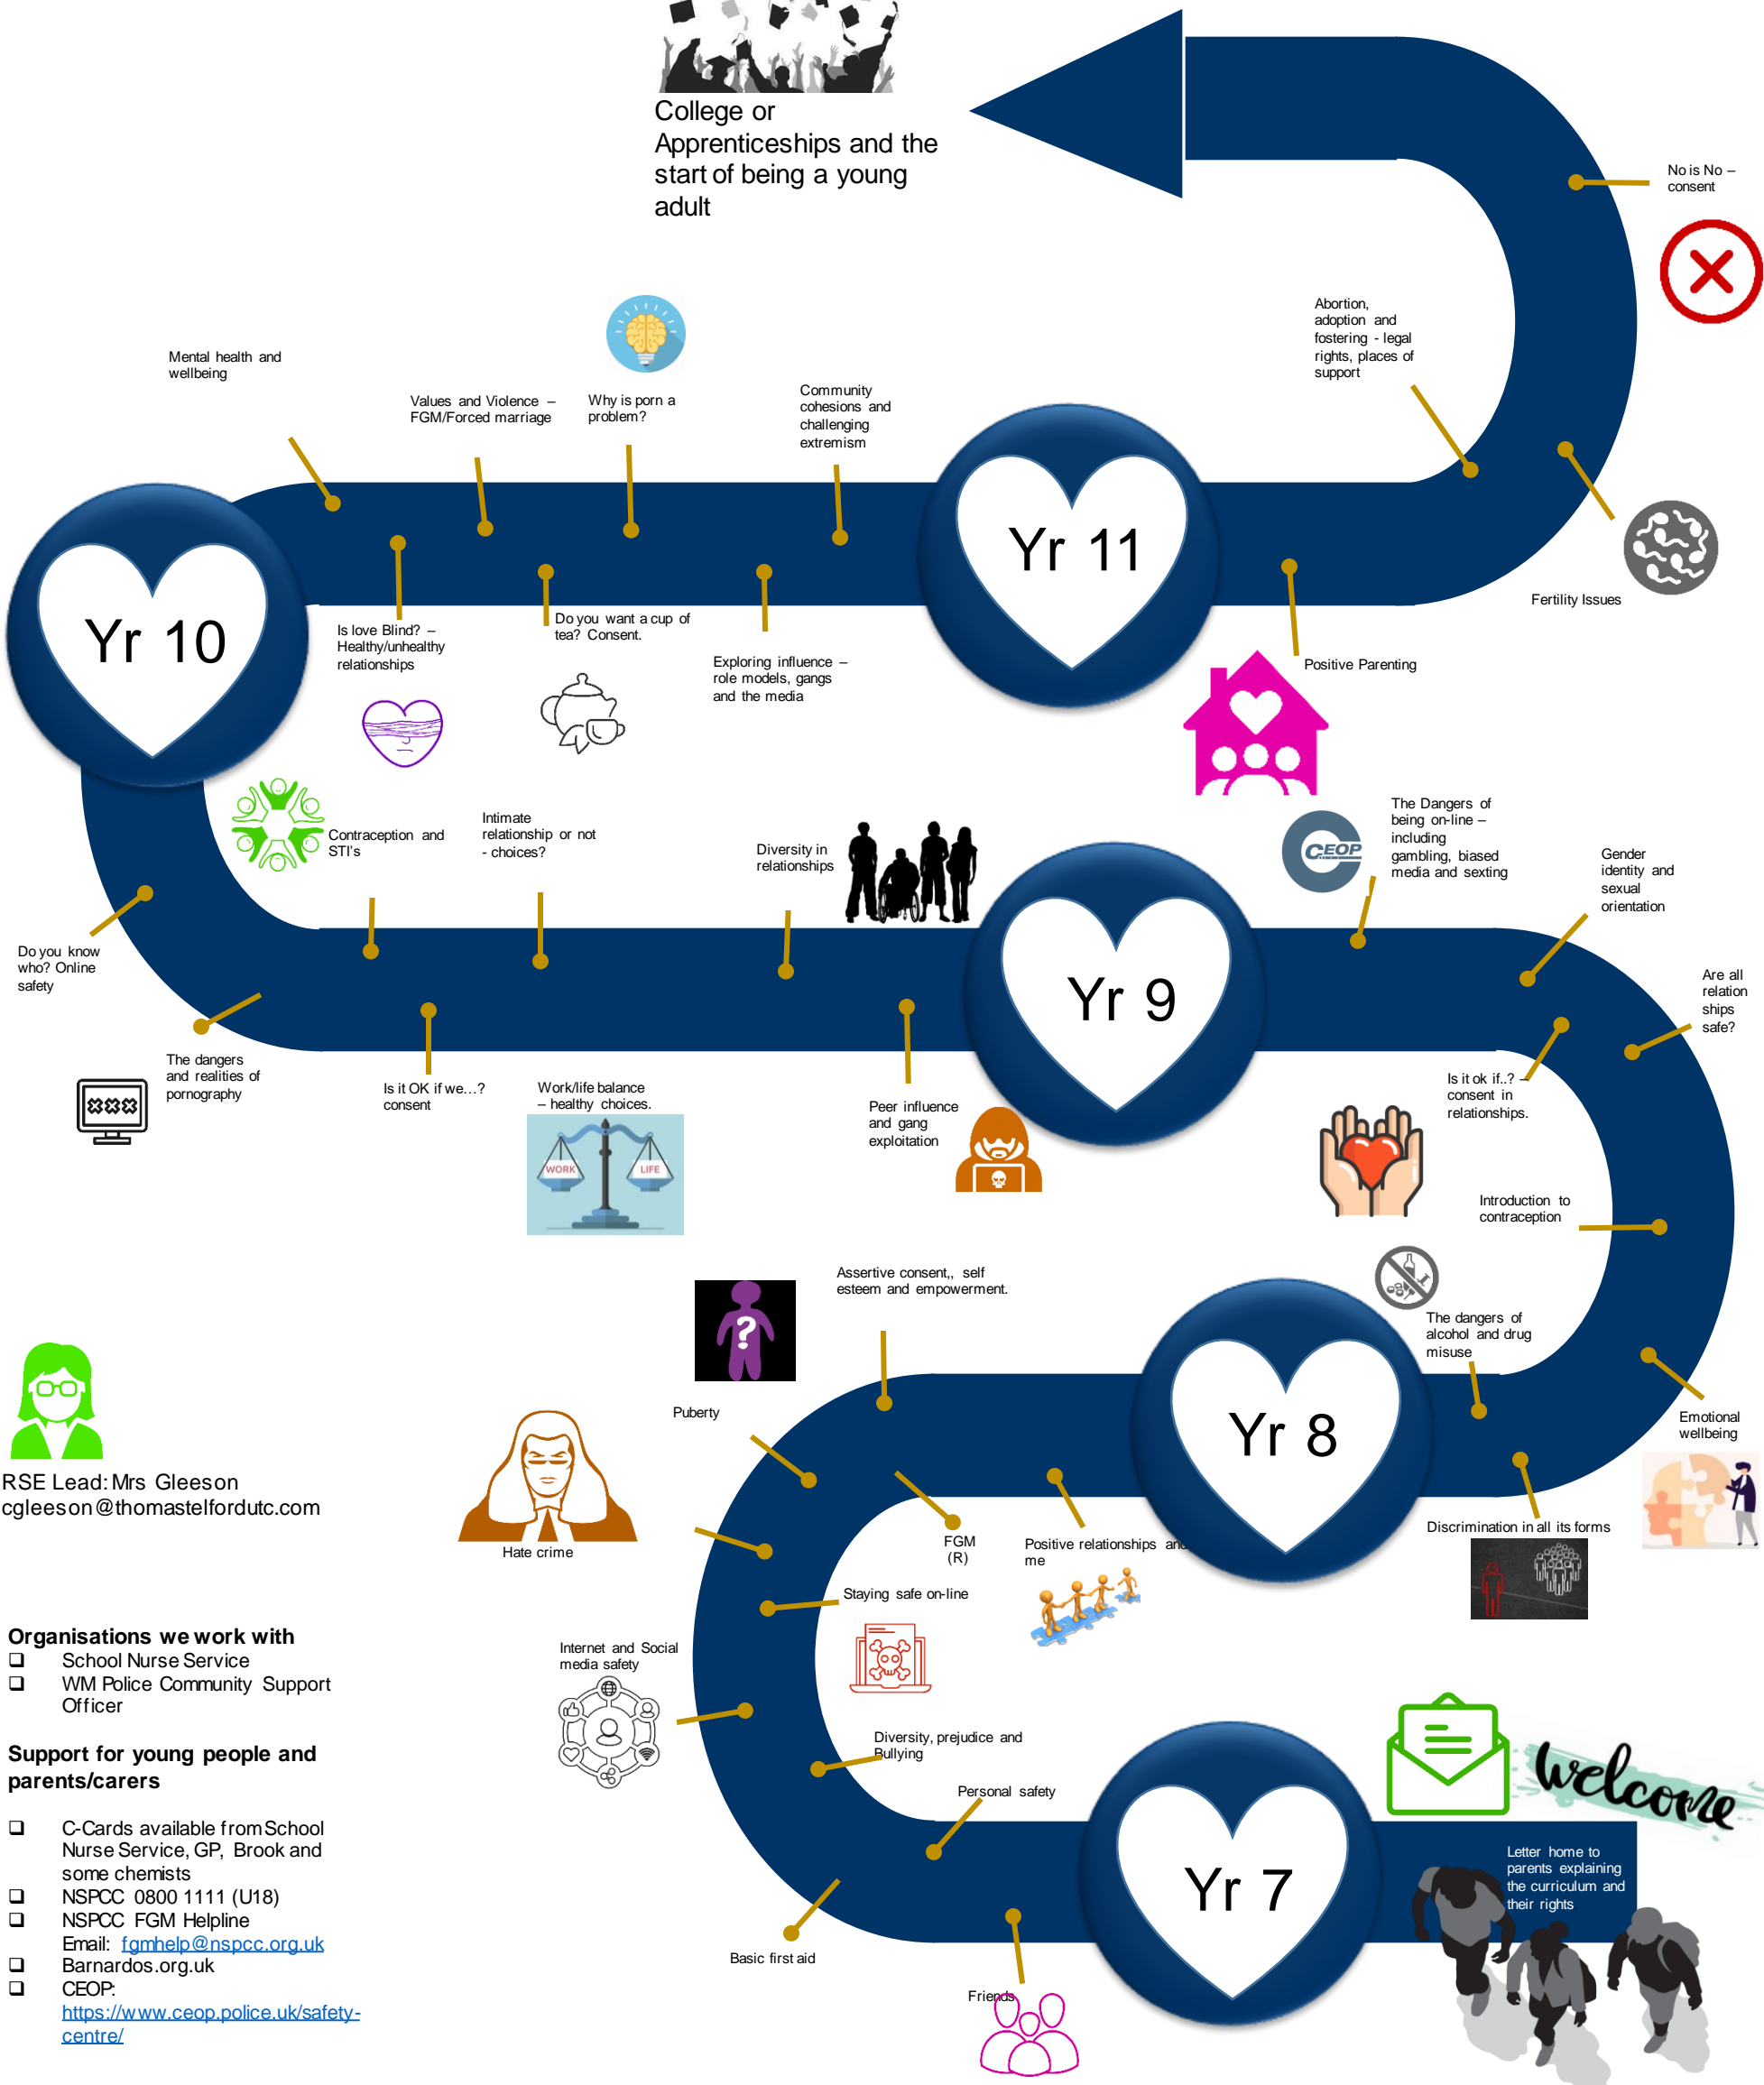 College or
Apprenticeships and the
start of being a young
adult
No is No –
consent
Abortion,
adoption and
fostering - legal
rights, places of
support
Mental health and
wellbeing
Values and Violence –
FGM/Forced marriage
Why is porn a
problem?
Community
cohesions and
challenging
extremism
Yr 11
Yr 10
Fertility Issues
Is love Blind? –
Healthy/unhealthy
relationships
Do you want a cup of
tea? Consent.
Exploring influence –
role models, gangs
and the media
Positive Parenting
Contraception and
STI's
Intimate
relationship or not
- choices?
Diversity in
relationships
CEOP
The Dangers of
being on-line –
including
gambling, biased
media and sexting
Gender
identity and
sexual
orientation
Do you know
who? Online
safety
Yr 9
Are all
relation
ships
safe?
The dangers
and realities of
pornography
Is it OK if we…?
consent
Work/life balance
– healthy choices.
WORK
LIFE
Peer influence
and gang
exploitation
Is it ok if..? –
consent in
relationships.
Introduction to
contraception
Assertive consent,, self
esteem and empowerment.
?
The dangers of
alcohol and drug
misuse
Yr 8
Puberty
Emotional
wellbeing
RSE Lead: Mrs Gleeson
cgleeson@thomastelfordutc.com
Hate crime
FGM
(R)
Positive relationships and
me
Discrimination in all its forms
Staying safe on-line
Internet and Social
media safety
Organisations we work with
❑ School Nurse Service
❑ WM Police Community Support
Officer
Support for young people and
parents/carers
❑ C-Cards available from School
Nurse Service, GP, Brook and
some chemists
❑ NSPCC 0800 1111 (U18)
❑ NSPCC FGM Helpline
Email: fgmhelp@nspcc.org.uk
❑ Barnardos.org.uk
❑ CEOP:
https://www.ceop.police.uk/safety-
centre/
Diversity, prejudice and
Bullying
Personal safety
welcome
Yr 7
Letter home to
parents explaining
the curriculum and
their rights
Basic first aid
Friends